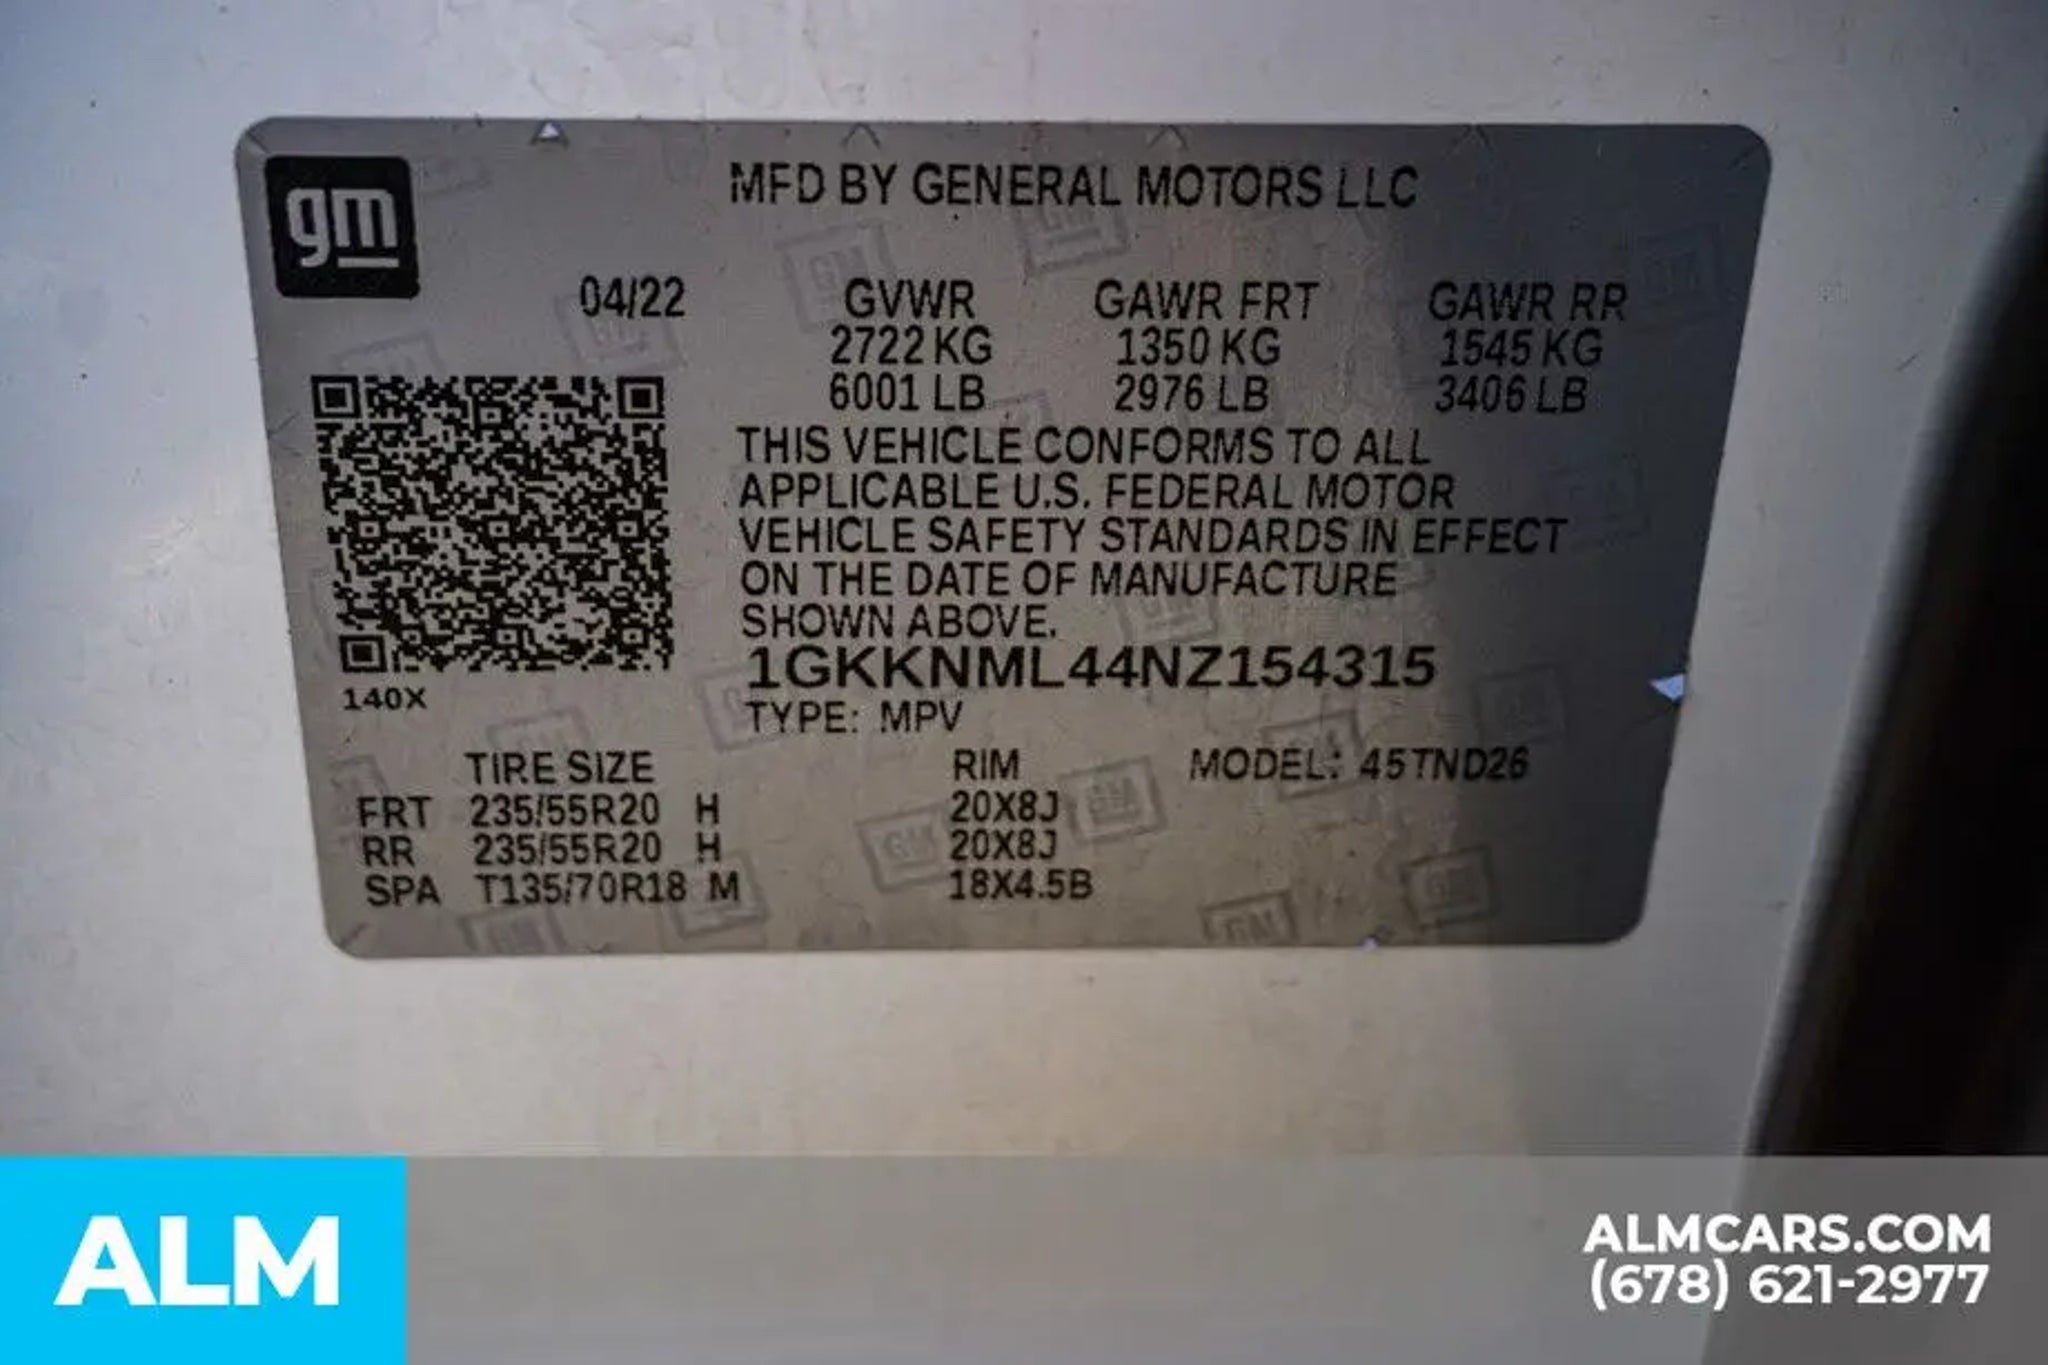 gm
MFD BY GENERAL MOTORS LLC
04/22 GVWR GAWR FRT GAWR RR
2722 KG 1350 KG 1545 KG
6001 LB 2976 LB 3406 LB
THIS VEHICLE CONFORMS TO ALL
APPLICABLE U.S. FEDERAL MOTOR
VEHICLE SAFETY STANDARDS IN EFFECT
ON THE DATE OF MANUFACTURE
SHOWN ABOVE.
1GKKNML44NZ154315
140X
TYPE: MPV
TIRE SIZE RIM MODEL: 45TND26
FRT 235/55R20 H 20X8J
RR 235/55R20 H 20X8J
SPA T135/70R18 M 18X4.5B
ALM
ALMCARS.COM
(678) 621-2977